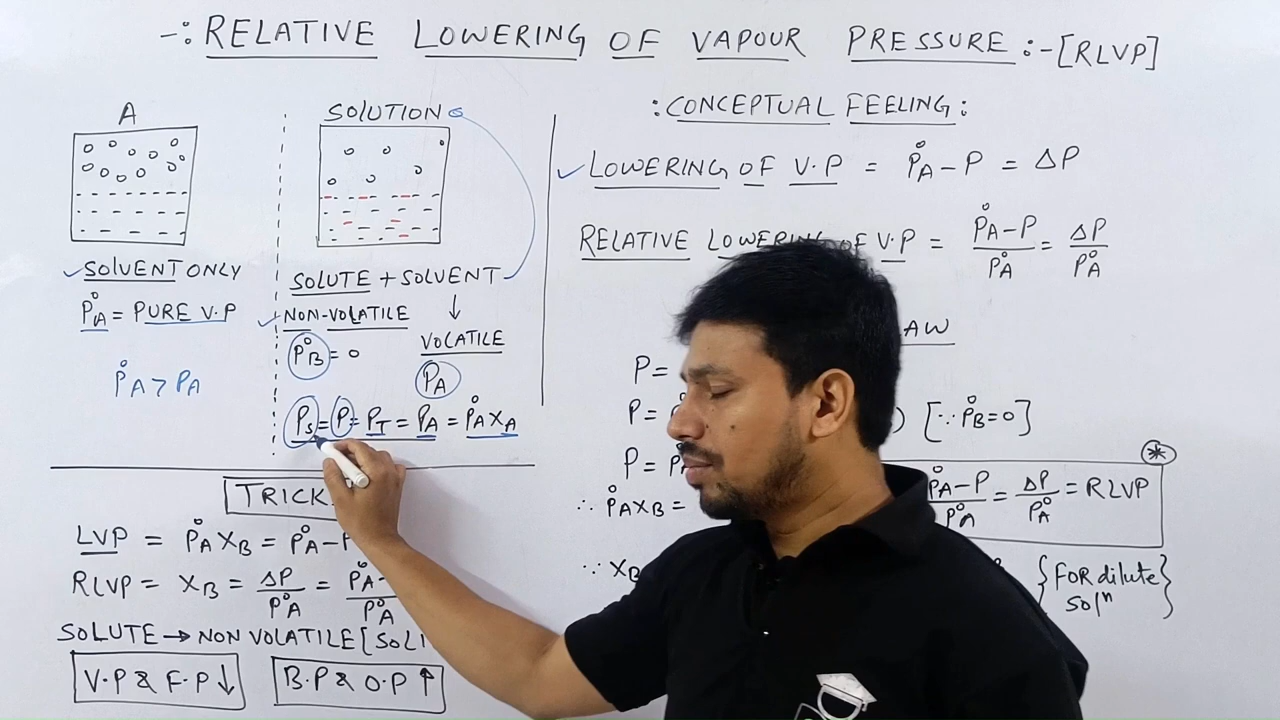 -: RELATIVE LOWERING OF VAPOUR PRESSURE :- [RLVP]
A
SOLVENT ONLY
P°A = PURE V.P
P°A > PA
SOLUTION
SOLUTE + SOLVENT
NON-VOLATILE
↓
VOLATILE
P°B = 0
PA
Ps = P = PT = PA = P°A XA
: CONCEPTUAL FEELING :
LOWERING OF V.P = P°A - P = ΔP
RELATIVE LOWERING OF V.P = P°A - P / P°A = ΔP / P°A
AW
P =
P = ) [∵ P°B = 0]
P =
∴ P°A XB = P°A - P / P°A = ΔP / P°A = RLVP
*
∵ XB {FOR dilute
solⁿ}
TRICK
LVP = P°A XB = P°A -
RLVP = XB = ΔP / P°A = P°A - / P°A
SOLUTE → NON VOLATILE [
V.P & F.P ↓
B.P & O.P ↑